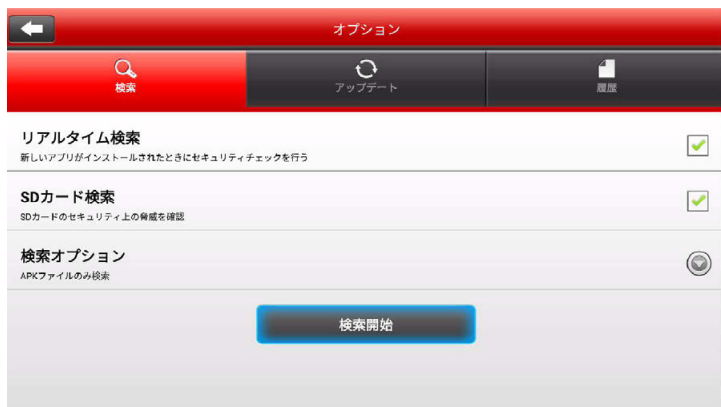 オプション
検索
アップデート
履歴
リアルタイム検索
新しいアプリがインストールされたときにセキュリティチェックを行う
SDカード検索
SDカードのセキュリティ上の脅威を確認
検索オプション
APKファイルのみ検索
検索開始